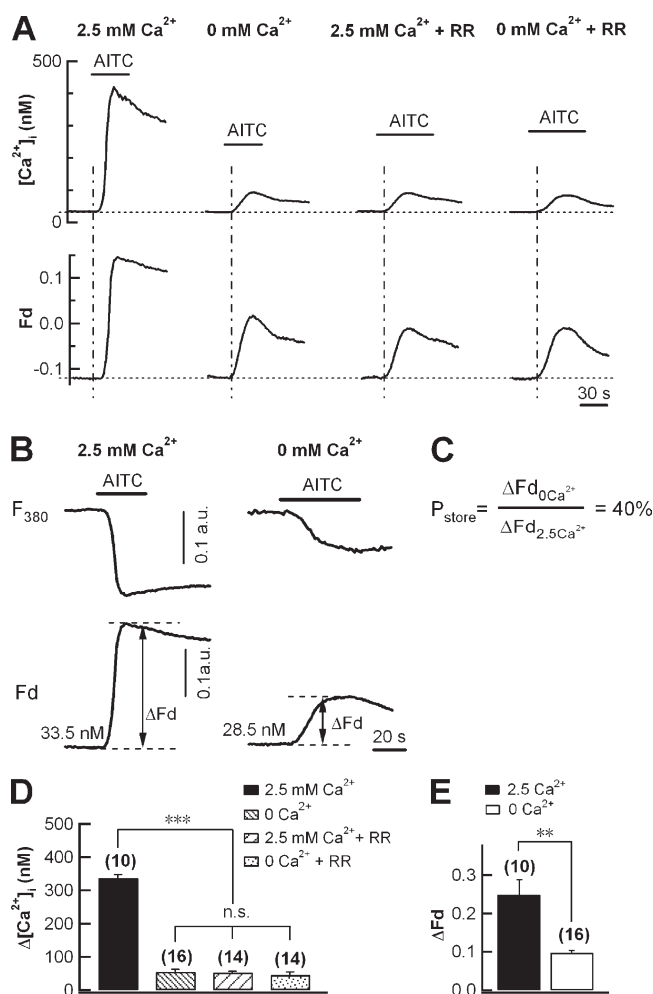 A
2.5 mM Ca²⁺ 0 mM Ca²⁺ 2.5 mM Ca²⁺ + RR 0 mM Ca²⁺ + RR
500
AITC AITC AITC AITC
[Ca²⁺]ᵢ (nM)
0
0.1
Fd
0.0
-0.1
30 s
B
2.5 mM Ca²⁺ 0 mM Ca²⁺
AITC AITC
F₃₈₀
0.1 a.u.
Fd
0.1a.u.
ΔFd ΔFd
33.5 nM 28.5 nM
20 s
C
P_store = ΔFd_0Ca²⁺ / ΔFd_2.5Ca²⁺ = 40%
D
2.5 mM Ca²⁺
0 Ca²⁺
2.5 mM Ca²⁺ + RR
0 Ca²⁺ + RR
500
400
300
200
100
0
Δ[Ca²⁺]ᵢ (nM)
***
n.s.
(10) (16) (14) (14)
E
2.5 Ca²⁺
0 Ca²⁺
**
0.3
0.2
0.1
0.0
ΔFd
(10) (16)